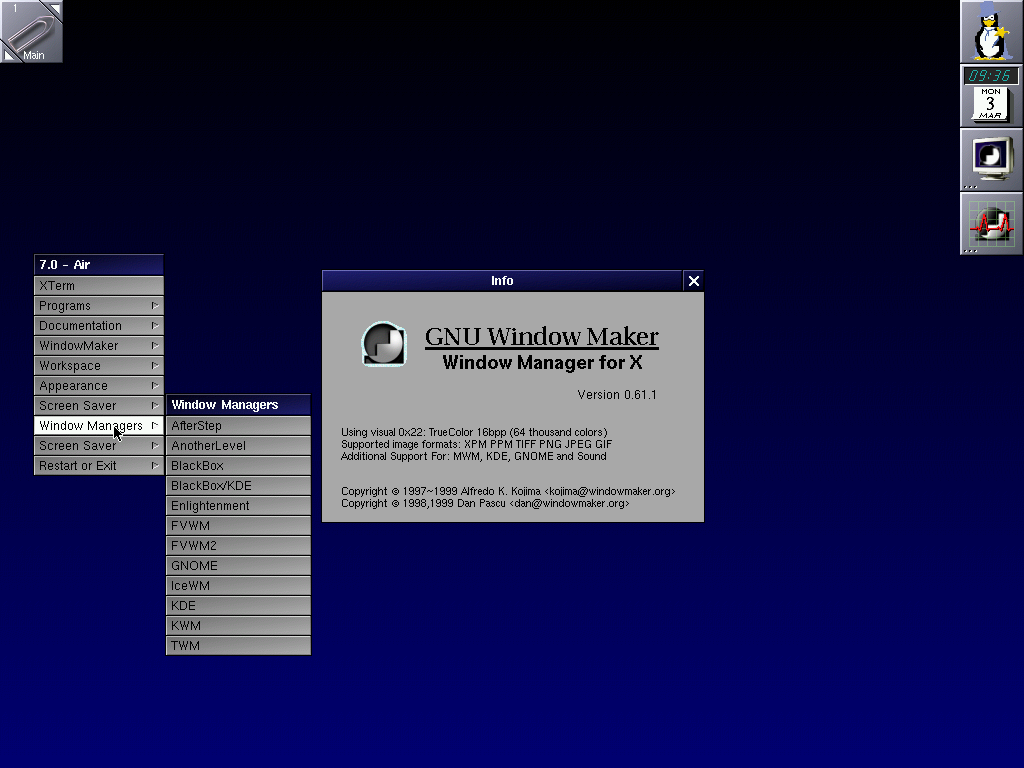 1
Main
09:36
MON
3
MAR
7.0 - Air
XTerm
Programs
Documentation
WindowMaker
Workspace
Appearance
Screen Saver
Window Managers
Screen Saver
Restart or Exit
Window Managers
AfterStep
AnotherLevel
BlackBox
BlackBox/KDE
Enlightenment
FVWM
FVWM2
GNOME
IceWM
KDE
KWM
TWM
Info
GNU Window Maker
Window Manager for X
Version 0.61.1
Using visual 0x22: TrueColor 16bpp (64 thousand colors)
Supported image formats: XPM PPM TIFF PNG JPEG GIF
Additional Support For: MWM, KDE, GNOME and Sound
Copyright © 1997~1999 Alfredo K. Kojima <kojima@windowmaker.org>
Copyright © 1998,1999 Dan Pascu <dan@windowmaker.org>